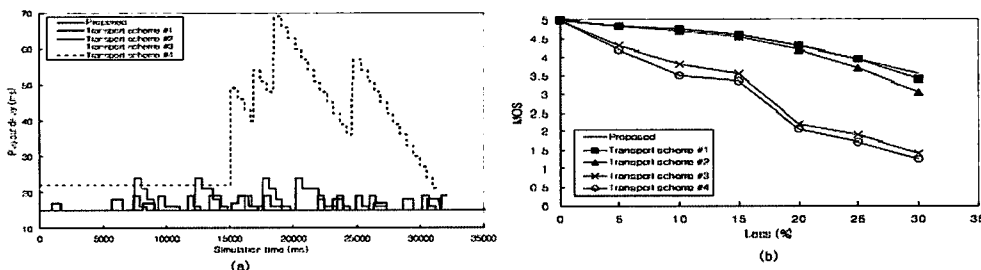 70
60
50
40
30
20
10
Playout delay (ms)
Proposed
Transport scheme #1
Transport scheme #2
Transport scheme #3
Transport scheme #4
0
5000
10000
15000
20000
25000
30000
35000
Simulation time (ms)
(a)
5
4.5
4
3.5
3
2.5
2
1.5
1
0.5
0
MOS
Proposed
Transport scheme #1
Transport scheme #2
Transport scheme #3
Transport scheme #4
0
5
10
15
20
25
30
35
Loss (%)
(b)